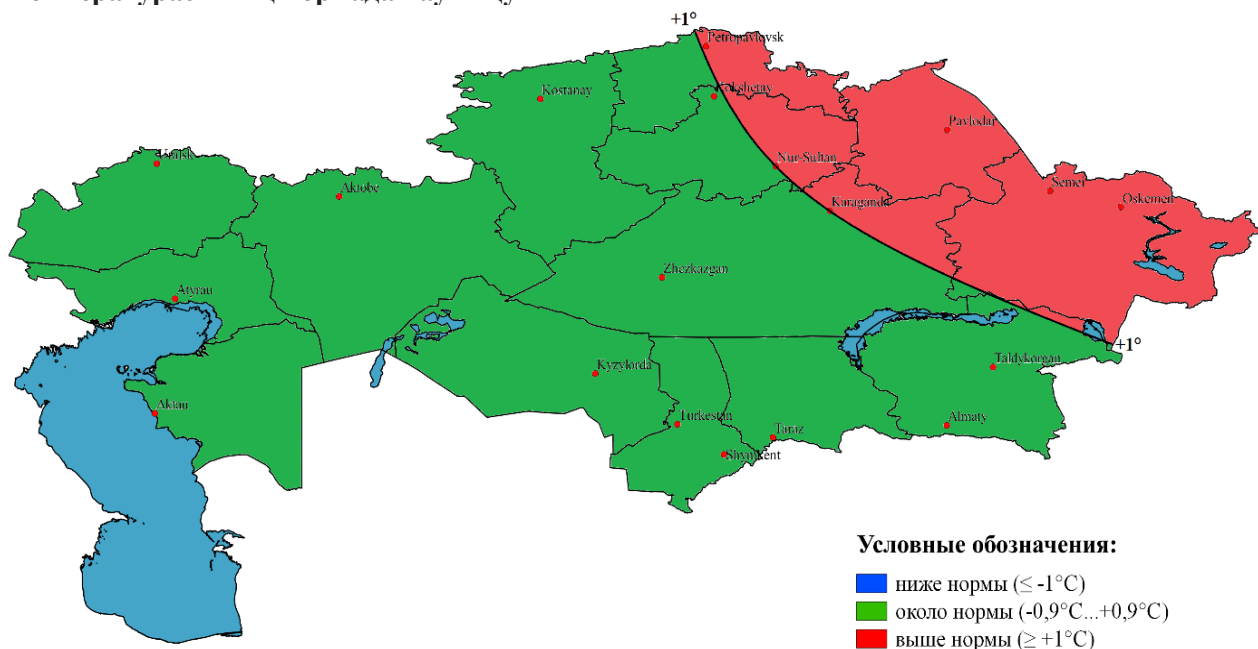 +1°
Petropavlovsk
Kokshetay
Kostanay
Pavlodar
Uralsk
Nur-Sultan
Aktobe
Semei
Oskemen
Karaganda
Zhezkazgan
Atyrau
+1°
Taldykorgan
Kyzylorda
Aktau
Turkestan
Almaty
Taraz
Shymkent
Условные обозначения:
ниже нормы (≤ -1°C)
около нормы (-0,9°C...+0,9°C)
выше нормы (≥ +1°C)